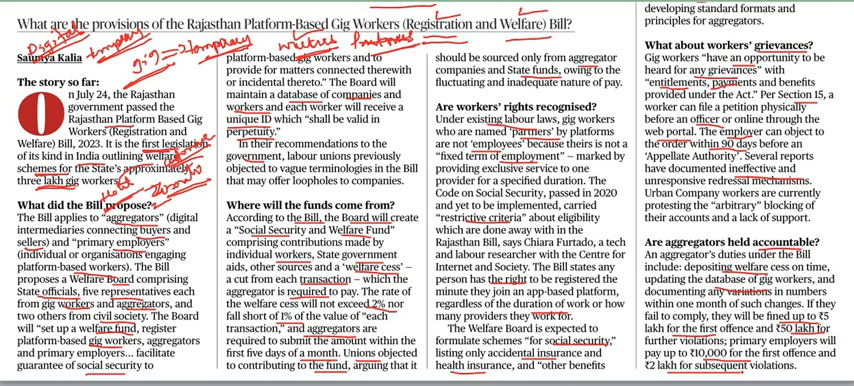 What are the provisions of the Rajasthan Platform-Based Gig Workers (Registration and Welfare) Bill?
Saumya Kalia
The story so far:
On July 24, the Rajasthan
government passed the
Rajasthan Platform Based Gig
Workers (Registration and
Welfare) Bill, 2023. It is the first legislation
of its kind in India outlining welfare
schemes for the State's approximately
three lakh gig workers.
What did the Bill propose?
The Bill applies to "aggregators" (digital
intermediaries connecting buyers and
sellers) and "primary employers"
(individual or organisations engaging
platform-based workers). The Bill
proposes a Welfare Board comprising
State officials, five representatives each
from gig workers and aggregators, and
two others from civil society. The Board
will "set up a welfare fund, register
platform-based gig workers, aggregators
and primary employers... facilitate
guarantee of social security to
platform-based gig workers and to
provide for matters connected therewith
or incidental thereto." The Board will
maintain a database of companies and
workers and each worker will receive a
unique ID which "shall be valid in
perpetuity."
In their recommendations to the
government, labour unions previously
objected to vague terminologies in the Bill
that may offer loopholes to companies.
Where will the funds come from?
According to the Bill, the Board will create
a "Social Security and Welfare Fund"
comprising contributions made by
individual workers, State government
aids, other sources and a 'welfare cess' –
a cut from each transaction – which the
aggregator is required to pay. The rate of
the welfare cess will not exceed 2% nor
fall short of 1% of the value of "each
transaction," and aggregators are
required to submit the amount within the
first five days of a month. Unions objected
to contributing to the fund, arguing that it
should be sourced only from aggregator
companies and State funds, owing to the
fluctuating and inadequate nature of pay.
Are workers' rights recognised?
Under existing labour laws, gig workers
who are named 'partners' by platforms
are not 'employees' because theirs is not a
"fixed term of employment" – marked by
providing exclusive service to one
provider for a specified duration. The
Code on Social Security, passed in 2020
and yet to be implemented, carried
"restrictive criteria" about eligibility
which are done away with in the
Rajasthan Bill, says Chiara Furtado, a tech
and labour researcher with the Centre for
Internet and Society. The Bill states any
person has the right to be registered the
minute they join an app-based platform,
regardless of the duration of work or how
many providers they work for.
The Welfare Board is expected to
formulate schemes "for social security,"
listing only accidental insurance and
health insurance, and "other benefits
developing standard formats and
principles for aggregators.
What about workers' grievances?
Gig workers "have an opportunity to be
heard for any grievances" with
"entitlements, payments and benefits
provided under the Act." Per Section 15, a
worker can file a petition physically
before an officer or online through the
web portal. The employer can object to
the order within 90 days before an
'Appellate Authority'. Several reports
have documented ineffective and
unresponsive redressal mechanisms.
Urban Company workers are currently
protesting the "arbitrary" blocking of
their accounts and a lack of support.
Are aggregators held accountable?
An aggregator's duties under the Bill
include: depositing welfare cess on time,
updating the database of gig workers, and
documenting any variations in numbers
within one month of such changes. If they
fail to comply, they will be fined up to ₹5
lakh for the first offence and ₹50 lakh for
further violations; primary employers will
pay up to ₹10,000 for the first offence and
₹2 lakh for subsequent violations.